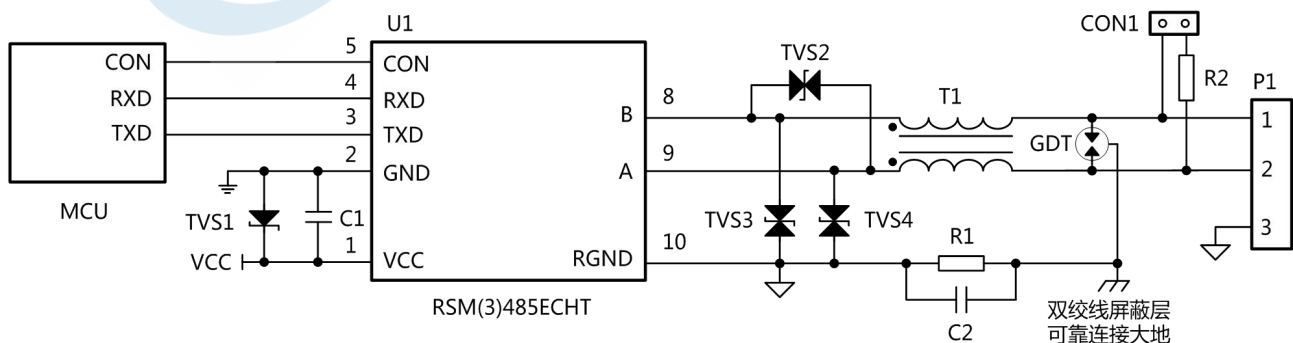 U1
CON1
TVS2
CON
5
CON
R2
P1
RXD
4
RXD
B
8
T1
1
TXD
3
TXD
GDT
2
GND
A
9
2
MCU
TVS1
C1
TVS3
TVS4
3
VCC
1
VCC
RGND
10
R1
RSM(3)485ECHT
C2
双绞线屏蔽层
可靠连接大地